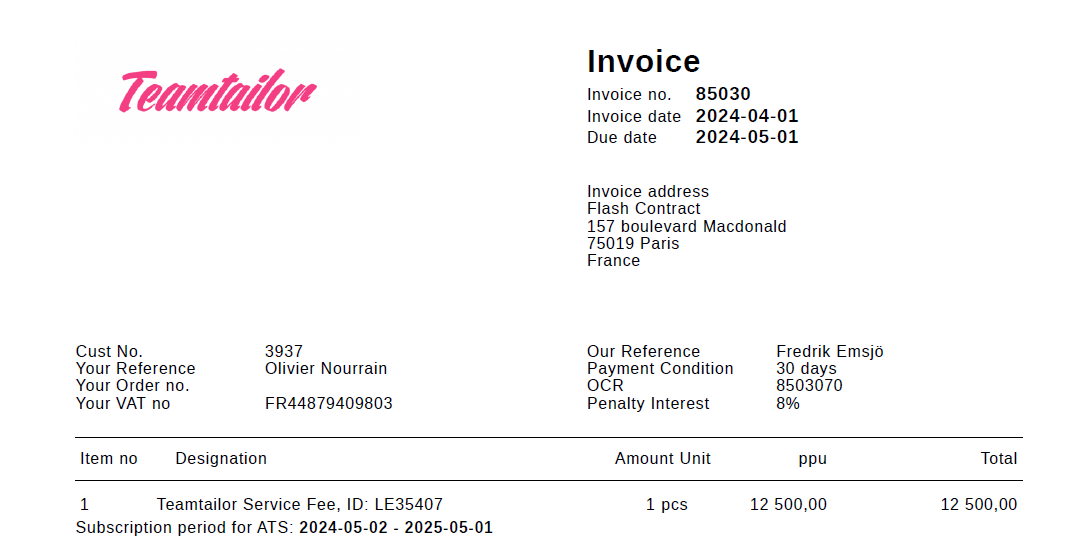 Teamtailor
Invoice
Invoice no. 85030
Invoice date 2024-04-01
Due date 2024-05-01
Invoice address
Flash Contract
157 boulevard Macdonald
75019 Paris
France
Cust No. 3937
Your Reference Olivier Nourrain
Your Order no.
Your VAT no FR44879409803
Our Reference Fredrik Emsjö
Payment Condition 30 days
OCR 8503070
Penalty Interest 8%
Item no Designation Amount Unit ppu Total
1 Teamtailor Service Fee, ID: LE35407 1 pcs 12 500,00 12 500,00
Subscription period for ATS: 2024-05-02 - 2025-05-01